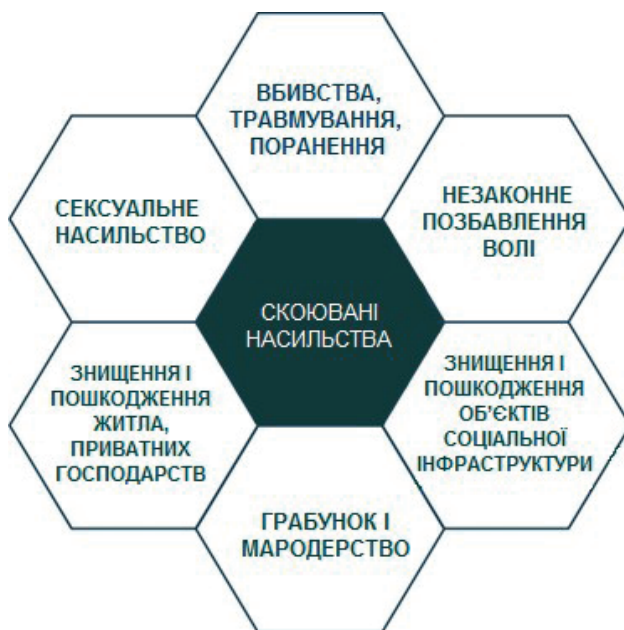 ВБИВСТВА,
ТРАВМУВАННЯ,
ПОРАНЕННЯ
СЕКСУАЛЬНЕ
НАСИЛЬСТВО
НЕЗАКОННЕ
ПОЗБАВЛЕННЯ
ВОЛІ
СКОЮВАНІ
НАСИЛЬСТВА
ЗНИЩЕННЯ І
ПОШКОДЖЕННЯ
ЖИТЛА,
ПРИВАТНИХ
ГОСПОДАРСТВ
ЗНИЩЕННЯ І
ПОШКОДЖЕННЯ
ОБ'ЄКТІВ
СОЦІАЛЬНОЇ
ІНФРАСТРУКТУРИ
ГРАБУНОК І
МАРОДЕРСТВО